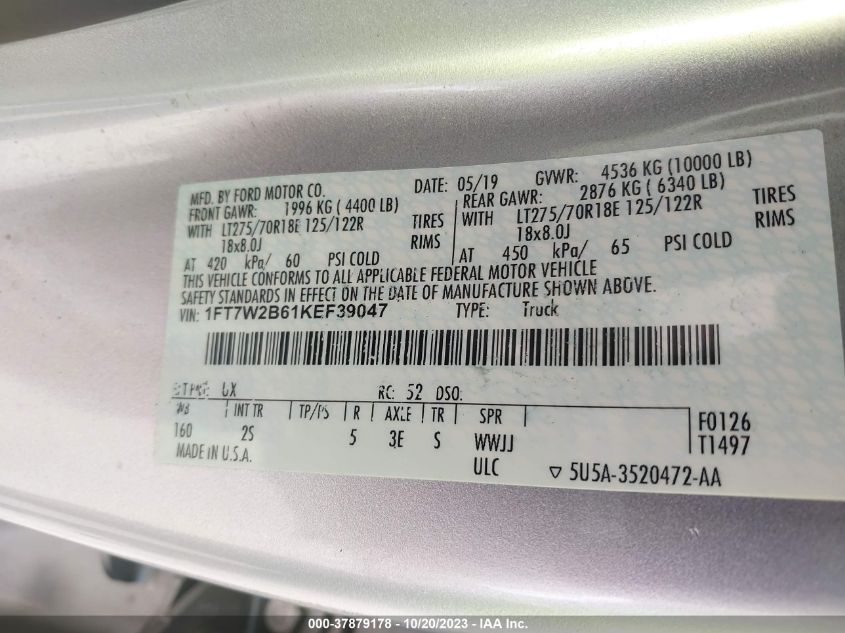 MFD. BY FORD MOTOR CO. DATE: 05/19 GVWR: 4536 KG (10000 LB)
FRONT GAWR: 1996 KG ( 4400 LB) REAR GAWR: 2876 KG ( 6340 LB)
WITH LT275/70R18E 125/122R TIRES WITH LT275/70R18E 125/122R TIRES
18x8.0J RIMS 18x8.0J RIMS
AT 420 kPa/ 60 PSI COLD AT 450 kPa/ 65 PSI COLD
THIS VEHICLE CONFORMS TO ALL APPLICABLE FEDERAL MOTOR VEHICLE
SAFETY STANDARDS IN EFFECT ON THE DATE OF MANUFACTURE SHOWN ABOVE.
VIN: 1FT7W2B61KEF39047 TYPE: Truck
UX RC: 52 DSO:
WB INT TR TP/PS R AXLE TR SPR
160 2S 5 3E S WWJJ F0126
MADE IN U.S.A. ULC T1497
▽ 5U5A-3520472-AA
000-37879178 - 10/20/2023 - IAA Inc.